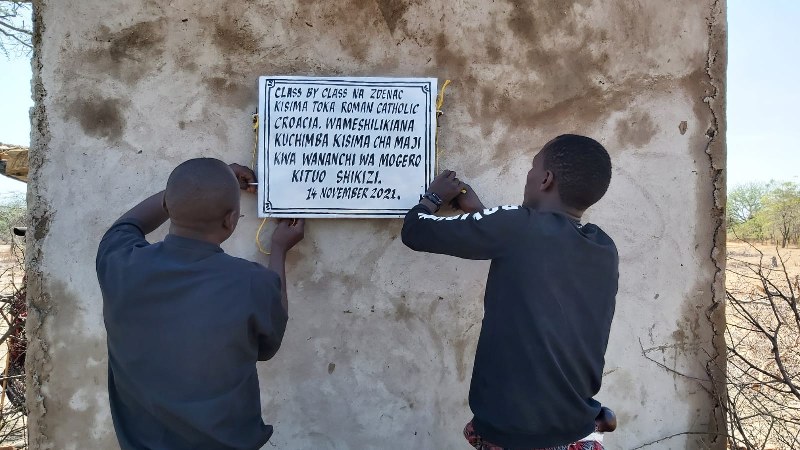 CLASS BY CLASS NA ZDENAC
KISIMA TOKA ROMAN CATHOLIC
CROACIA. WAMESHILIKIANA
KUCHIMBA KISIMA CHA MAJI
KWA WANANCHI WA MOGERO
KITUO SHIKIZI.
14 NOVEMBER 2021.